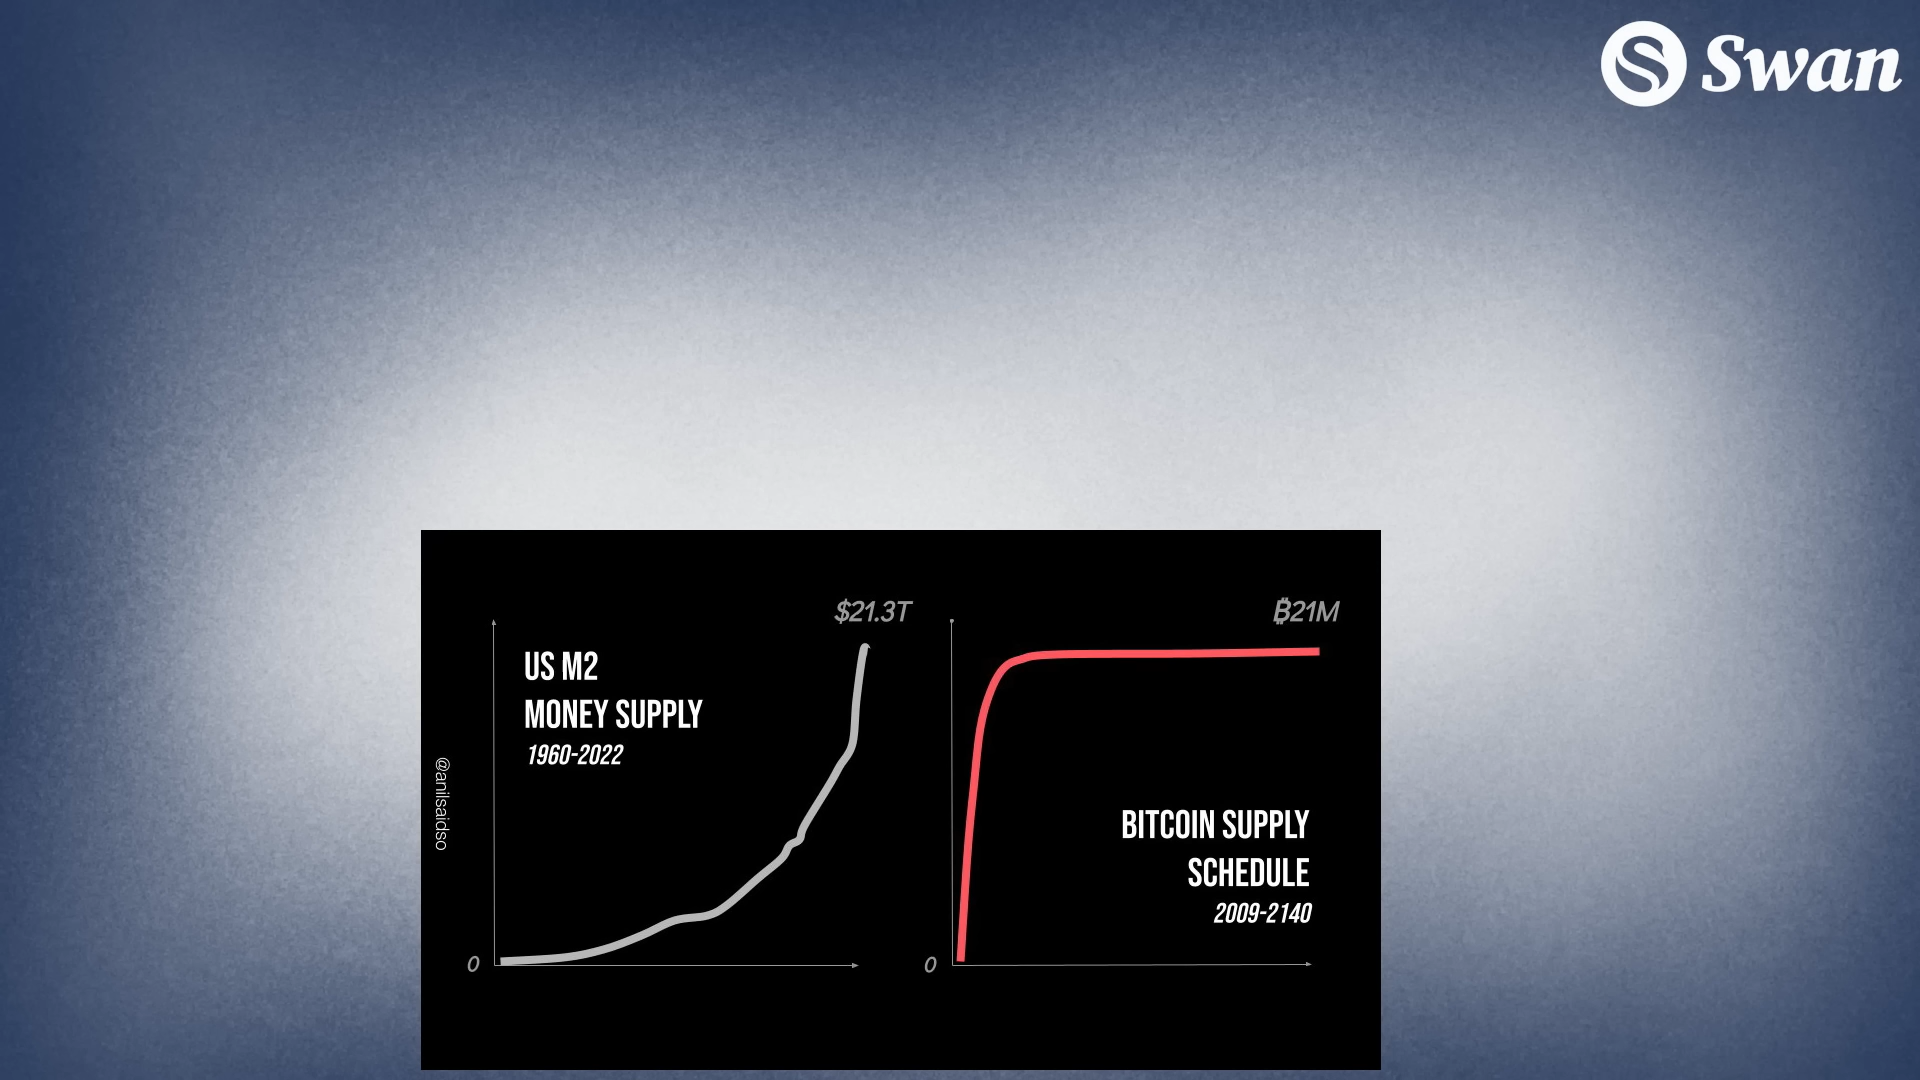 Swan
$21.3T
₿21M
US M2
MONEY SUPPLY
1960-2022
@anilsaidso
BITCOIN SUPPLY
SCHEDULE
2009-2140
0
0